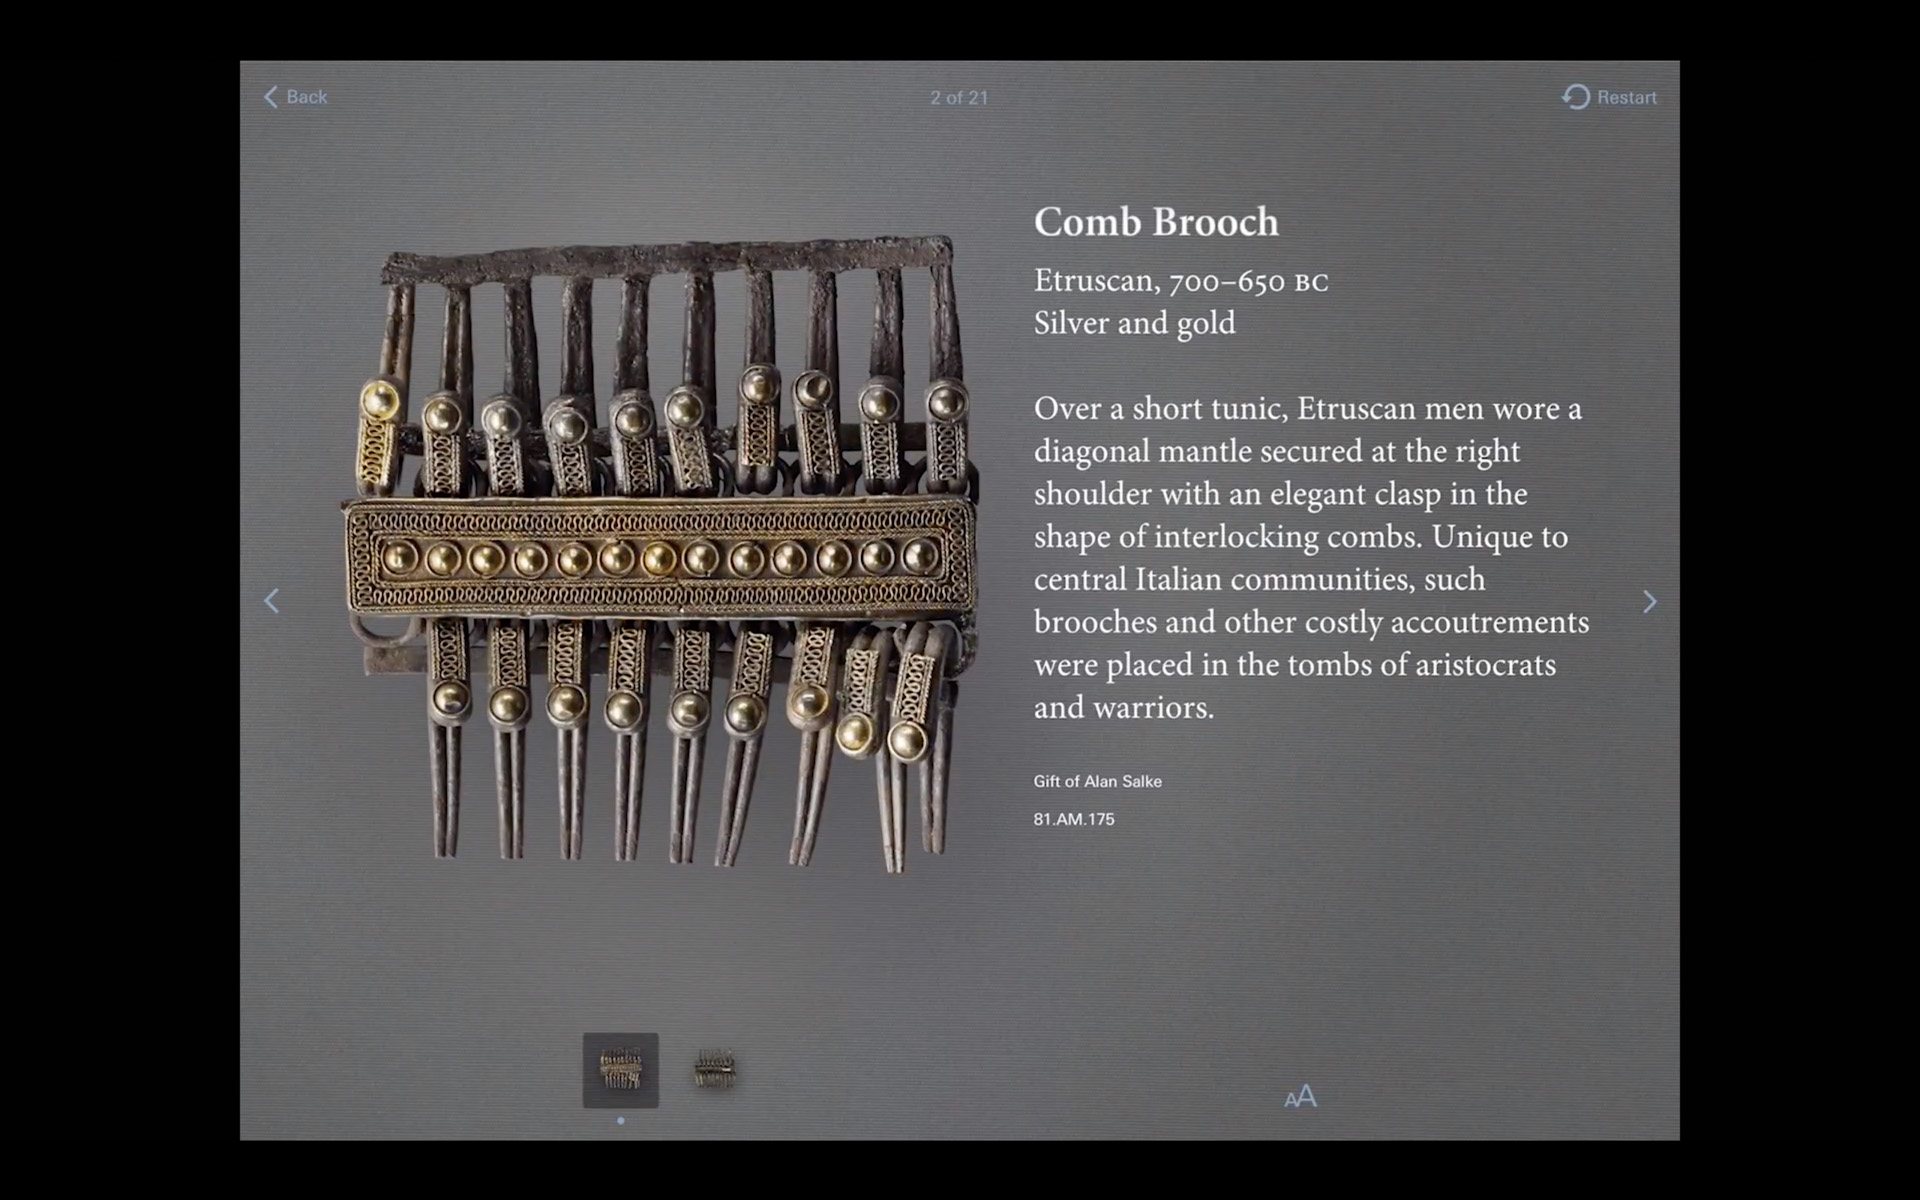 Back
2 of 21
Restart
Comb Brooch
Etruscan, 700–650 BC
Silver and gold
Over a short tunic, Etruscan men wore a
diagonal mantle secured at the right
shoulder with an elegant clasp in the
shape of interlocking combs. Unique to
central Italian communities, such
brooches and other costly accoutrements
were placed in the tombs of aristocrats
and warriors.
Gift of Alan Salke
81.AM.175
AA